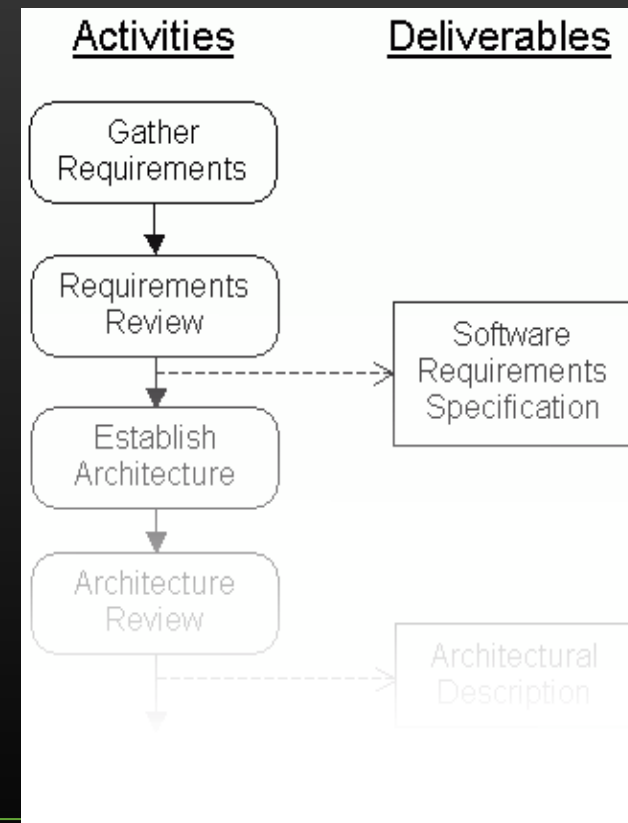 Activities
Deliverables
Gather
Requirements
Requirements
Review
Software
Requirements
Specification
Establish
Architecture
Architecture
Review
Architectural
Description